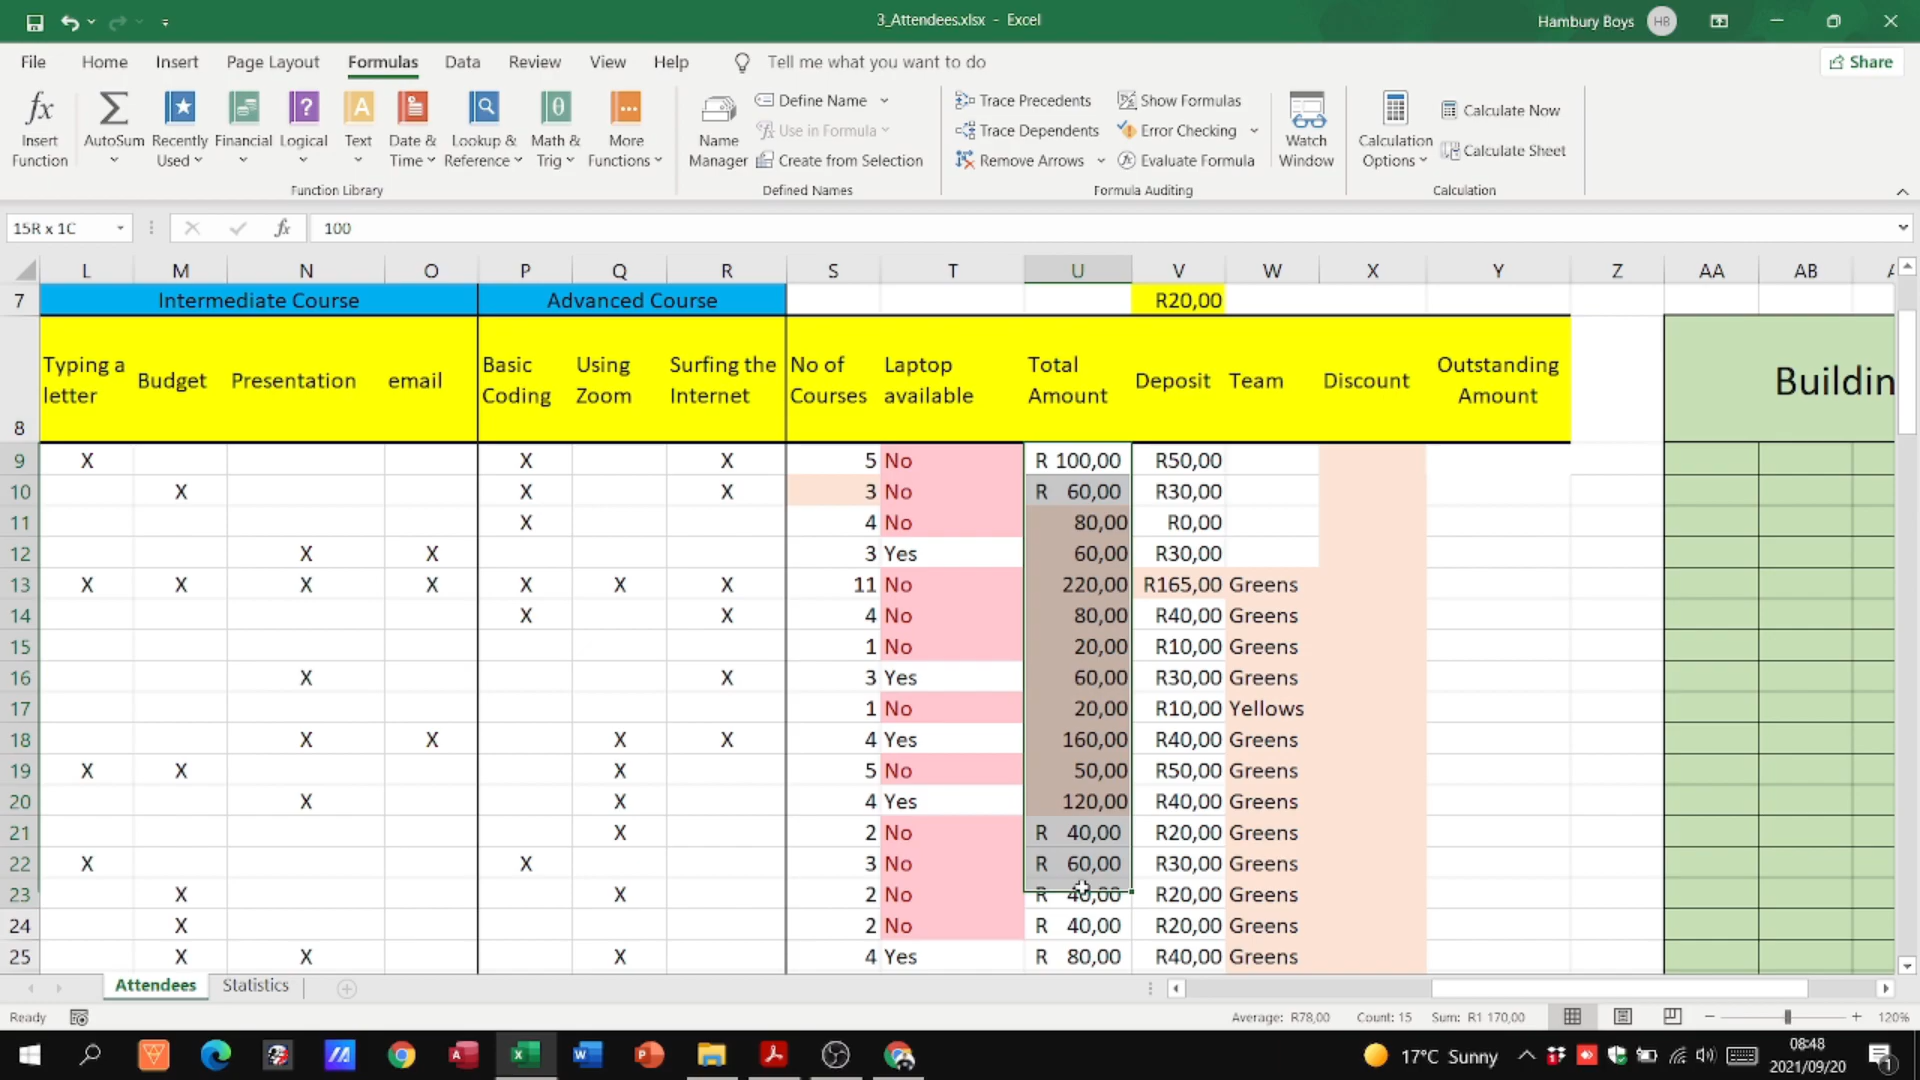 3_Attendees.xlsx - Excel
Hambury Boys
HB
File Home Insert Page Layout Formulas Data Review View Help Tell me what you want to do
Share
Insert Function
AutoSum
Recently Used
Financial
Logical
Text
Date & Time
Lookup & Reference
Math & Trig
More Functions
Name Manager
Define Name
Use in Formula
Create from Selection
Trace Precedents
Trace Dependents
Remove Arrows
Show Formulas
Error Checking
Evaluate Formula
Watch Window
Calculation Options
Calculate Now
Calculate Sheet
Function Library
Defined Names
Formula Auditing
Calculation
15R x 1C
fx
100
L M N O P Q R S T U V W X Y Z AA AB
7 Intermediate Course Advanced Course R20,00
8 Typing a letter Budget Presentation email Basic Coding Using Zoom Surfing the Internet No of Courses Laptop available Total Amount Deposit Team Discount Outstanding Amount Buildin
9 X X X 5 No R 100,00 R50,00
10 X X X 3 No R 60,00 R30,00
11 X 4 No 80,00 R0,00
12 X X 3 Yes 60,00 R30,00
13 X X X X X X X 11 No 220,00 R165,00 Greens
14 X X 4 No 80,00 R40,00 Greens
15 1 No 20,00 R10,00 Greens
16 X X 3 Yes 60,00 R30,00 Greens
17 1 No 20,00 R10,00 Yellows
18 X X X X 4 Yes 160,00 R40,00 Greens
19 X X X 5 No 50,00 R50,00 Greens
20 X X 4 Yes 120,00 R40,00 Greens
21 X 2 No R 40,00 R20,00 Greens
22 X X 3 No R 60,00 R30,00 Greens
23 X X 2 No R 40,00 R20,00 Greens
24 X 2 No R 40,00 R20,00 Greens
25 X X X 4 Yes R 80,00 R40,00 Greens
Attendees Statistics
Ready
Average: R78,00 Count: 15 Sum: R1 170,00
120%
17°C Sunny
08:48
2021/09/20
1